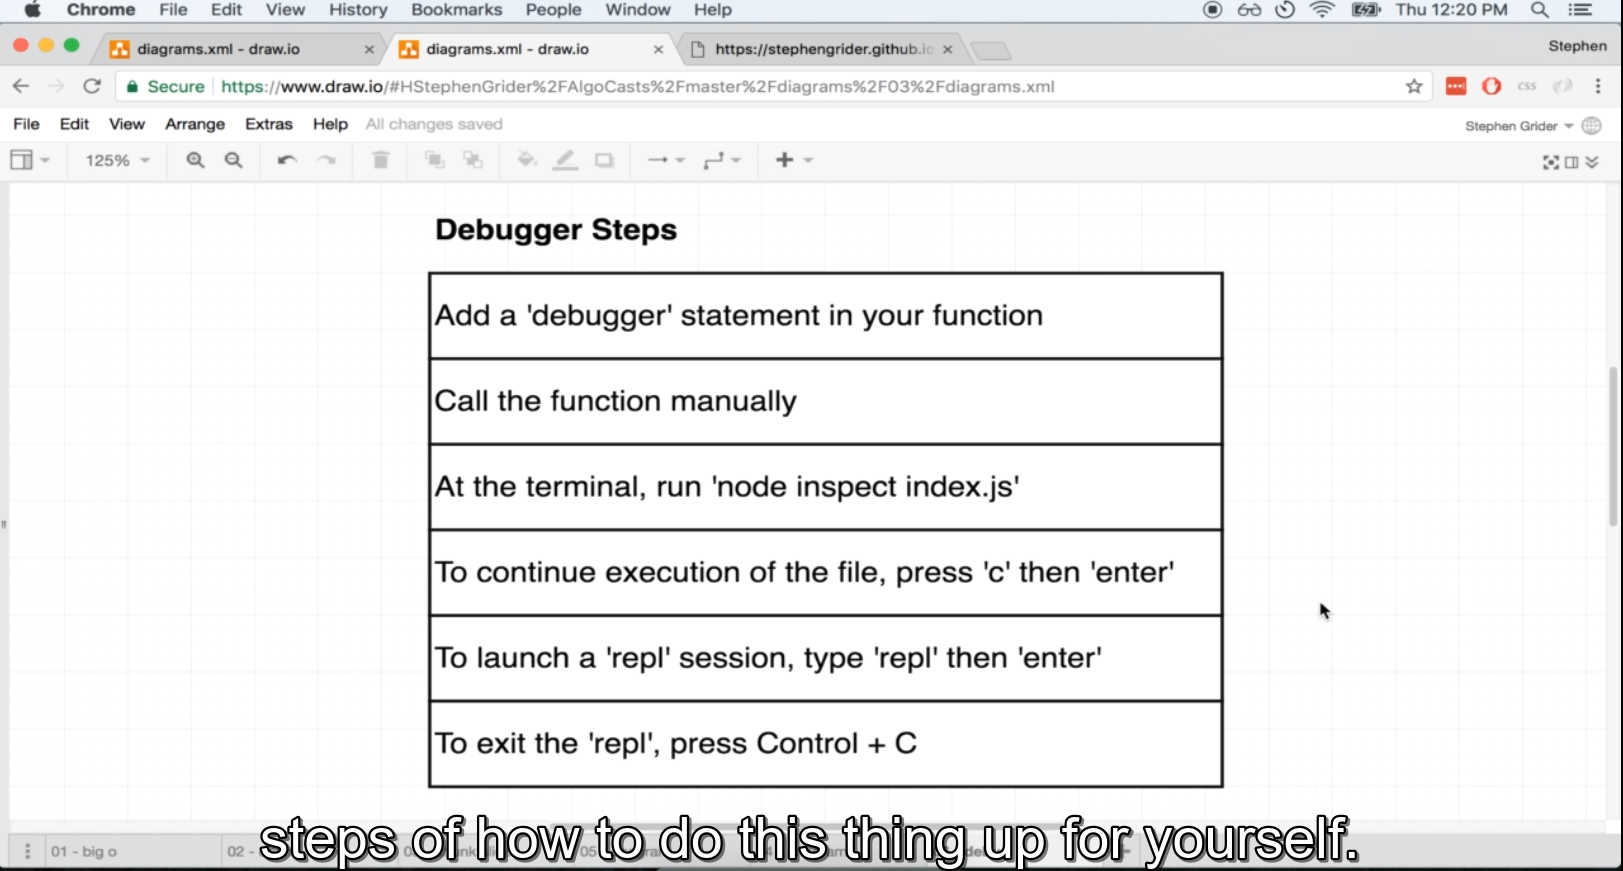 Chrome File Edit View History Bookmarks People Window Help Thu 12:20 PM
diagrams.xml - draw.io diagrams.xml - draw.io https://stephengrider.github.io Stephen
Secure https://www.draw.io/#HStephenGrider%2FAlgoCasts%2Fmaster%2Fdiagrams%2F03%2Fdiagrams.xml CSS
File Edit View Arrange Extras Help All changes saved Stephen Grider
125%
Debugger Steps
Add a 'debugger' statement in your function
Call the function manually
At the terminal, run 'node inspect index.js'
To continue execution of the file, press 'c' then 'enter'
To launch a 'repl' session, type 'repl' then 'enter'
To exit the 'repl', press Control + C
steps of how to do this thing up for yourself.
01 - big o 02 -